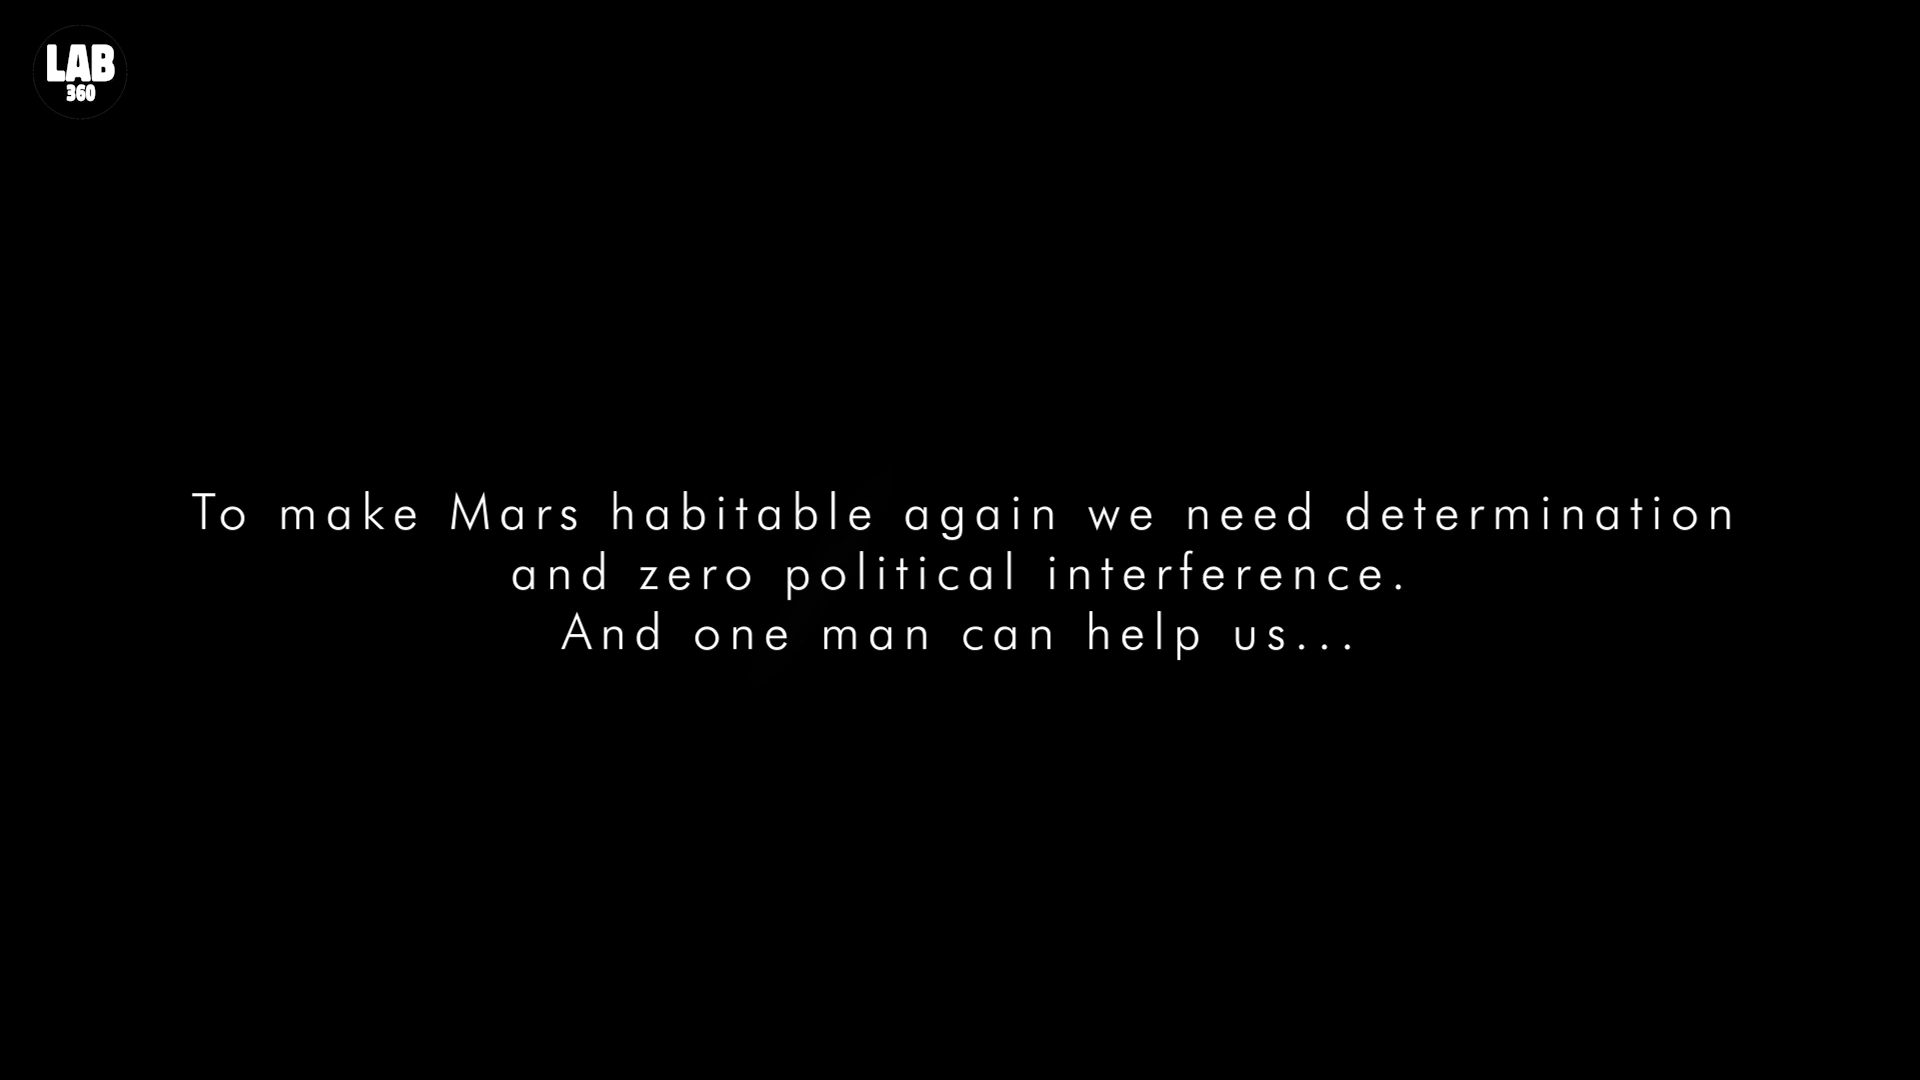 LAB
360
To make Mars habitable again we need determination
and zero political interference.
And one man can help us...